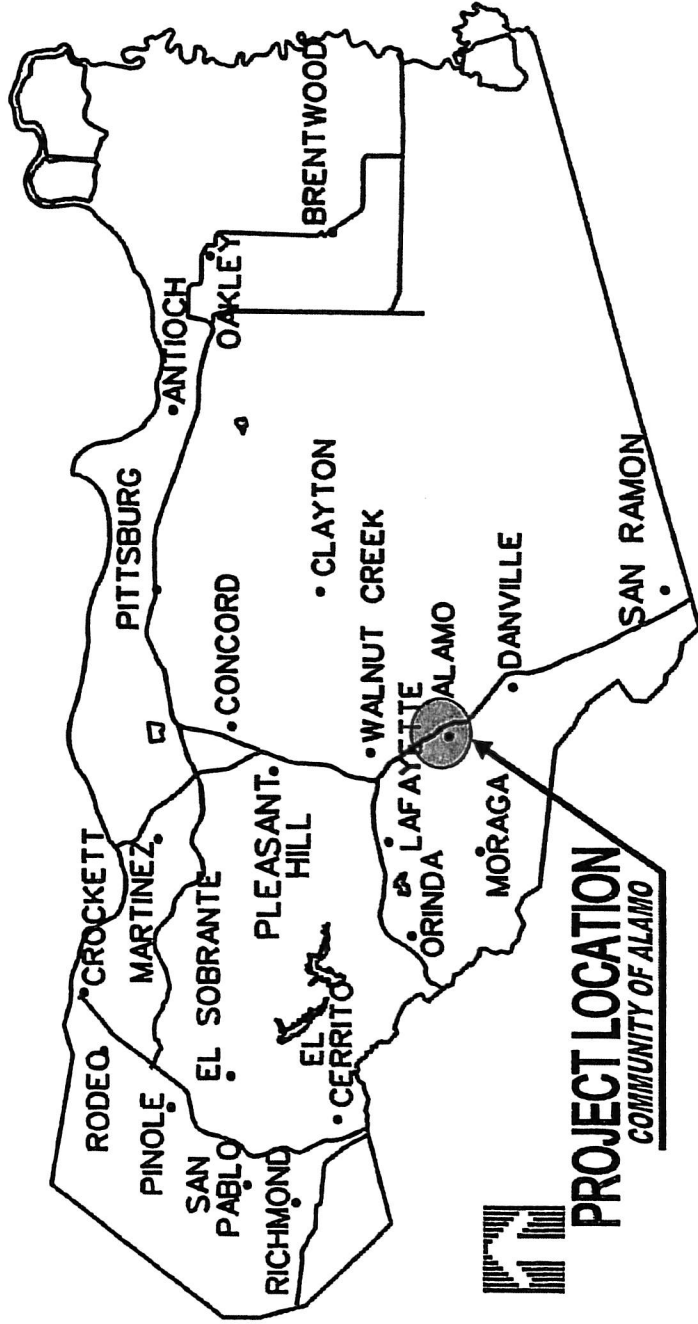 CROCKETT
RODEO
MARTINEZ
PINOLE
EL SOBRANTE
SAN
PABLO
RICHMOND
PLEASANT
HILL
EL
CERRITO
PITTSBURG
ANTIOCH
OAKLEY
BRENTWOOD
CONCORD
CLAYTON
WALNUT CREEK
LAFAYETTE
ORINDA
ALAMO
MORAGA
DANVILLE
SAN RAMON
PROJECT LOCATION
COMMUNITY OF ALAMO